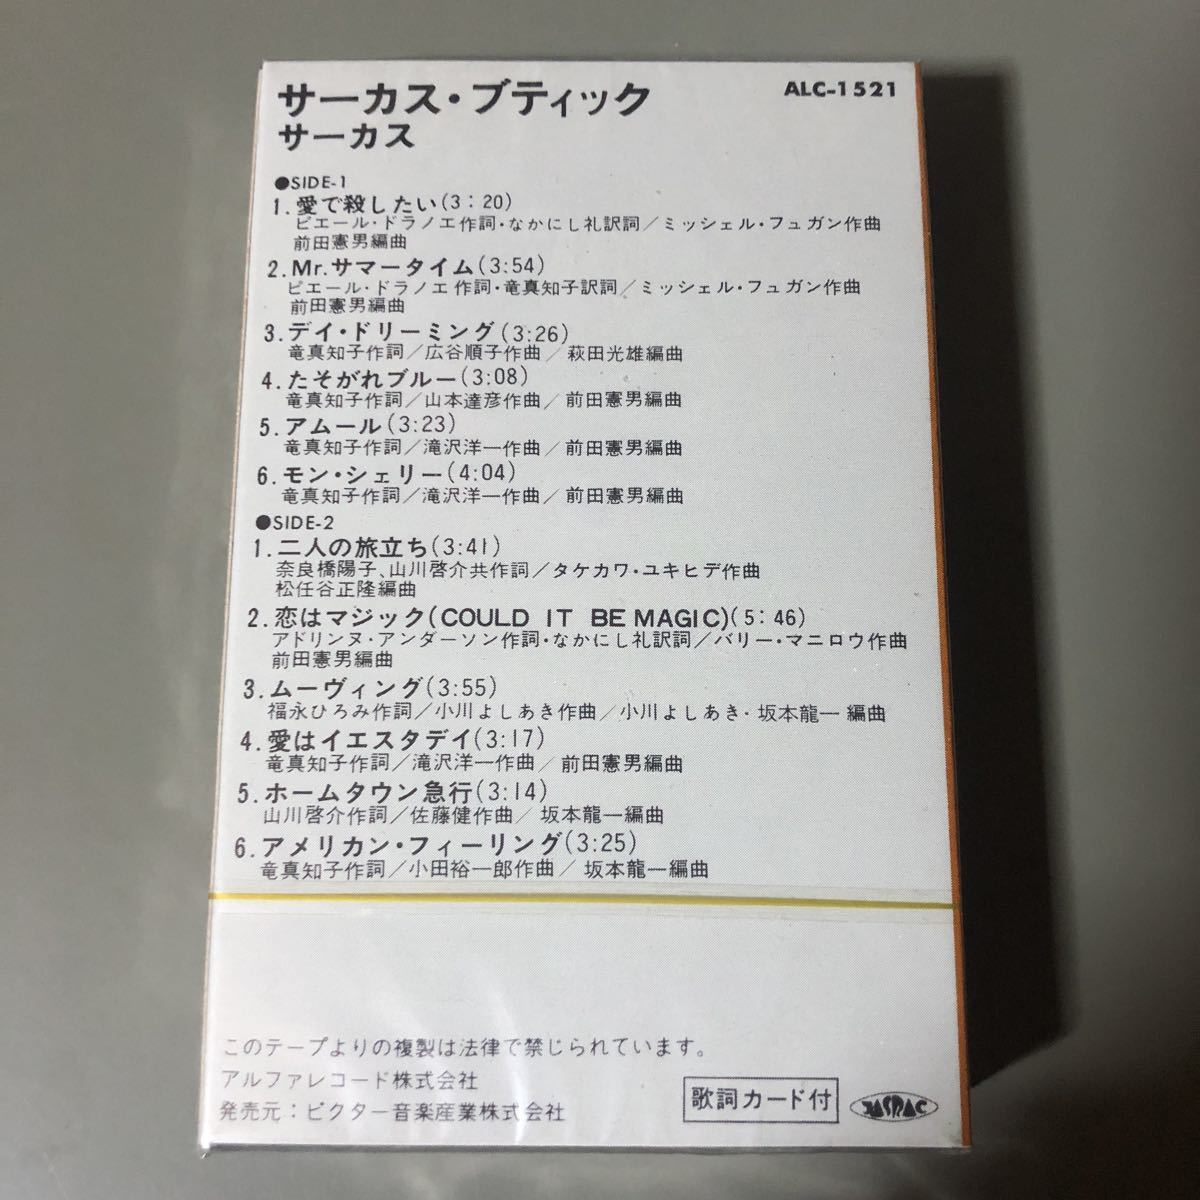 サーカス・ブティック
ALC-1521
サーカス
●SIDE-1
1.愛で殺したい(3:20)
ピエール・ドラノエ作詞・なかにし礼訳詞／ミッシェル・フュガン作曲
前田憲男編曲
2.Mr.サマータイム(3:54)
ピエール・ドラノエ作詞・竜真知子訳詞／ミッシェル・フュガン作曲
前田憲男編曲
3.デイ・ドリーミング(3:26)
竜真知子作詞／広谷順子作曲／萩田光雄編曲
4.たそがれブルー(3:08)
竜真知子作詞／山本達彦作曲／前田憲男編曲
5.アムール(3:23)
竜真知子作詞／滝沢洋一作曲／前田憲男編曲
6.モン・シェリー(4:04)
竜真知子作詞／滝沢洋一作曲／前田憲男編曲
●SIDE-2
1.二人の旅立ち(3:41)
奈良橋陽子、山川啓介共作詞／タケカワ・ユキヒデ作曲
松任谷正隆編曲
2.恋はマジック(COULD IT BE MAGIC)(5:46)
アドリンヌ・アンダーソン作詞・なかにし礼訳詞／バリー・マニロウ作曲
前田憲男編曲
3.ムーヴィング(3:55)
福永ひろみ作詞／小川よしあき作曲／小川よしあき・坂本龍一編曲
4.愛はイエスタデイ(3:17)
竜真知子作詞／滝沢洋一作曲／前田憲男編曲
5.ホームタウン急行(3:14)
山川啓介作詞／佐藤健作曲／坂本龍一編曲
6.アメリカン・フィーリング(3:25)
竜真知子作詞／小田裕一郎作曲／坂本龍一編曲
このテープよりの複製は法律で禁じられています。
アルファレコード株式会社
発売元：ビクター音楽産業株式会社
歌詞カード付
JASRAC